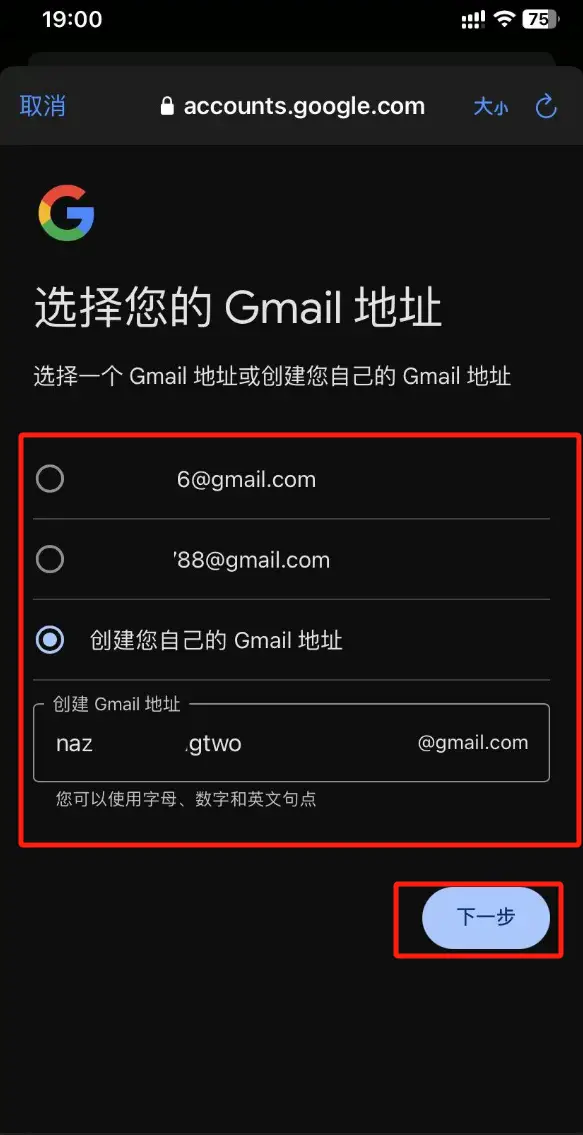 19:00
75
取消
accounts.google.com
大小
选择您的 Gmail 地址
选择一个 Gmail 地址或创建您自己的 Gmail 地址
6@gmail.com
88@gmail.com
创建您自己的 Gmail 地址
创建 Gmail 地址
naz .gtwo @gmail.com
您可以使用字母、数字和英文句点
下一步